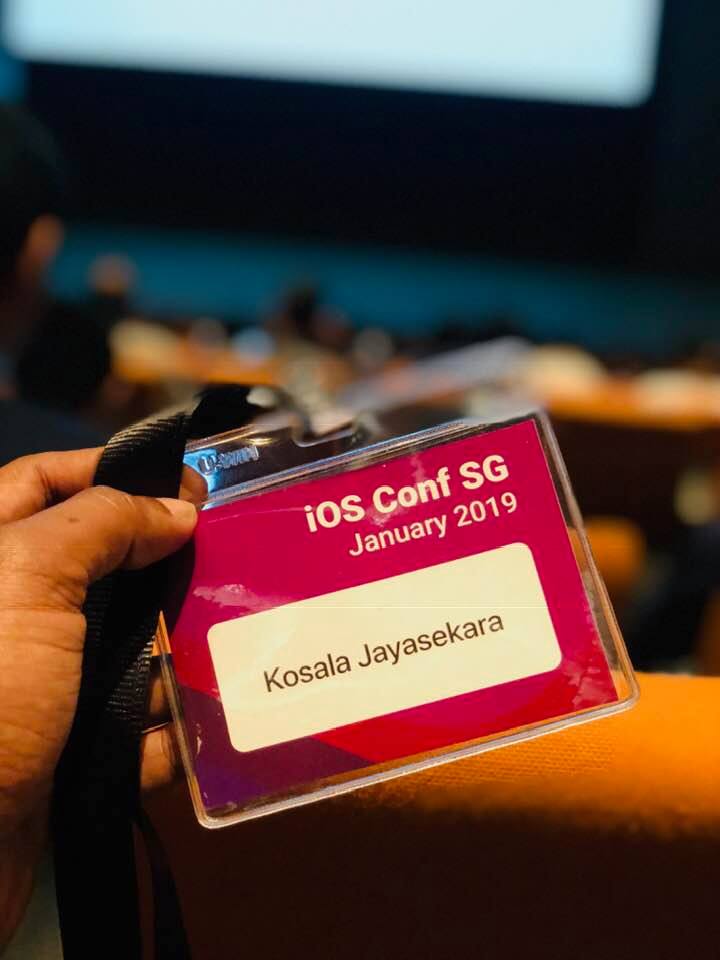 iOS Conf SG
January 2019
Kosala Jayasekara